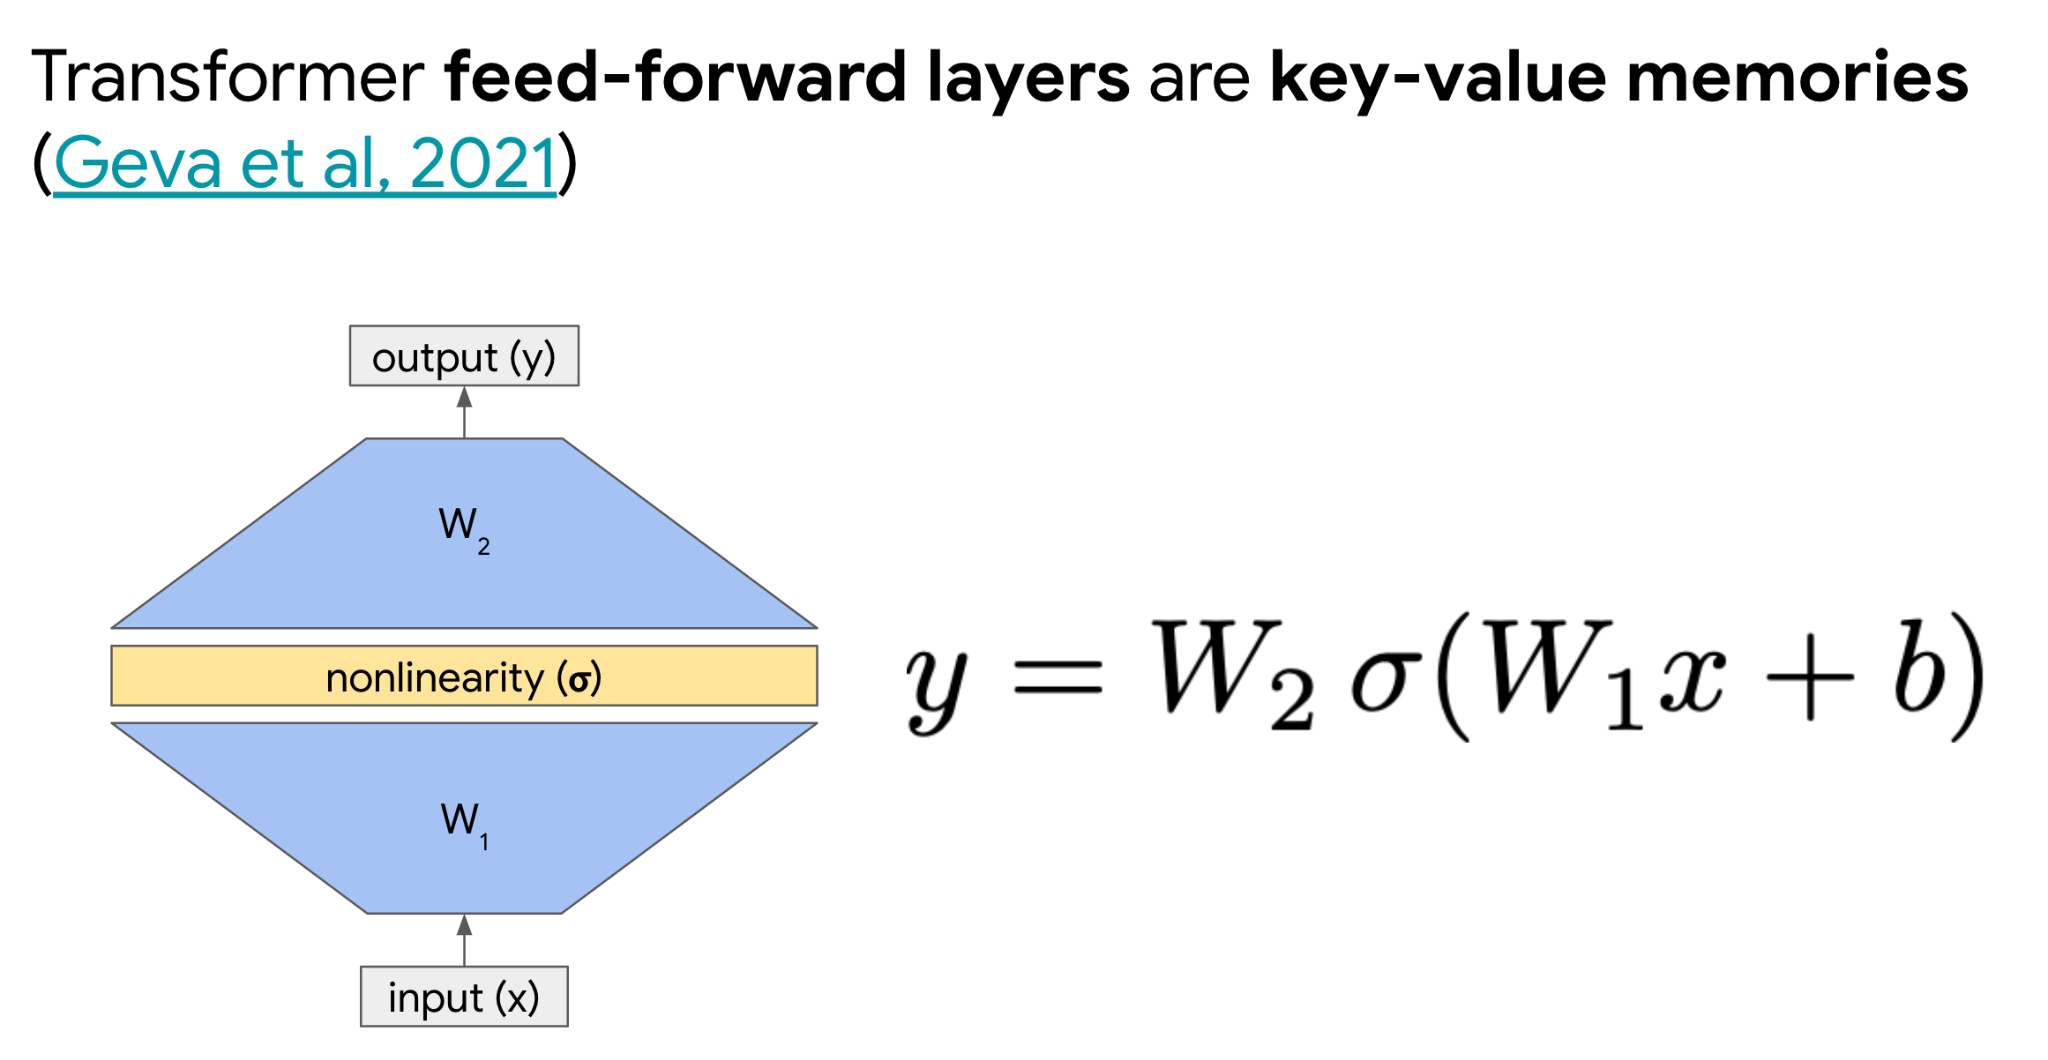 Transformer feed-forward layers are key-value memories
(Geva et al, 2021)
output (y)
W₂
nonlinearity (σ)
W₁
input (x)
y = W₂ σ(W₁x + b)